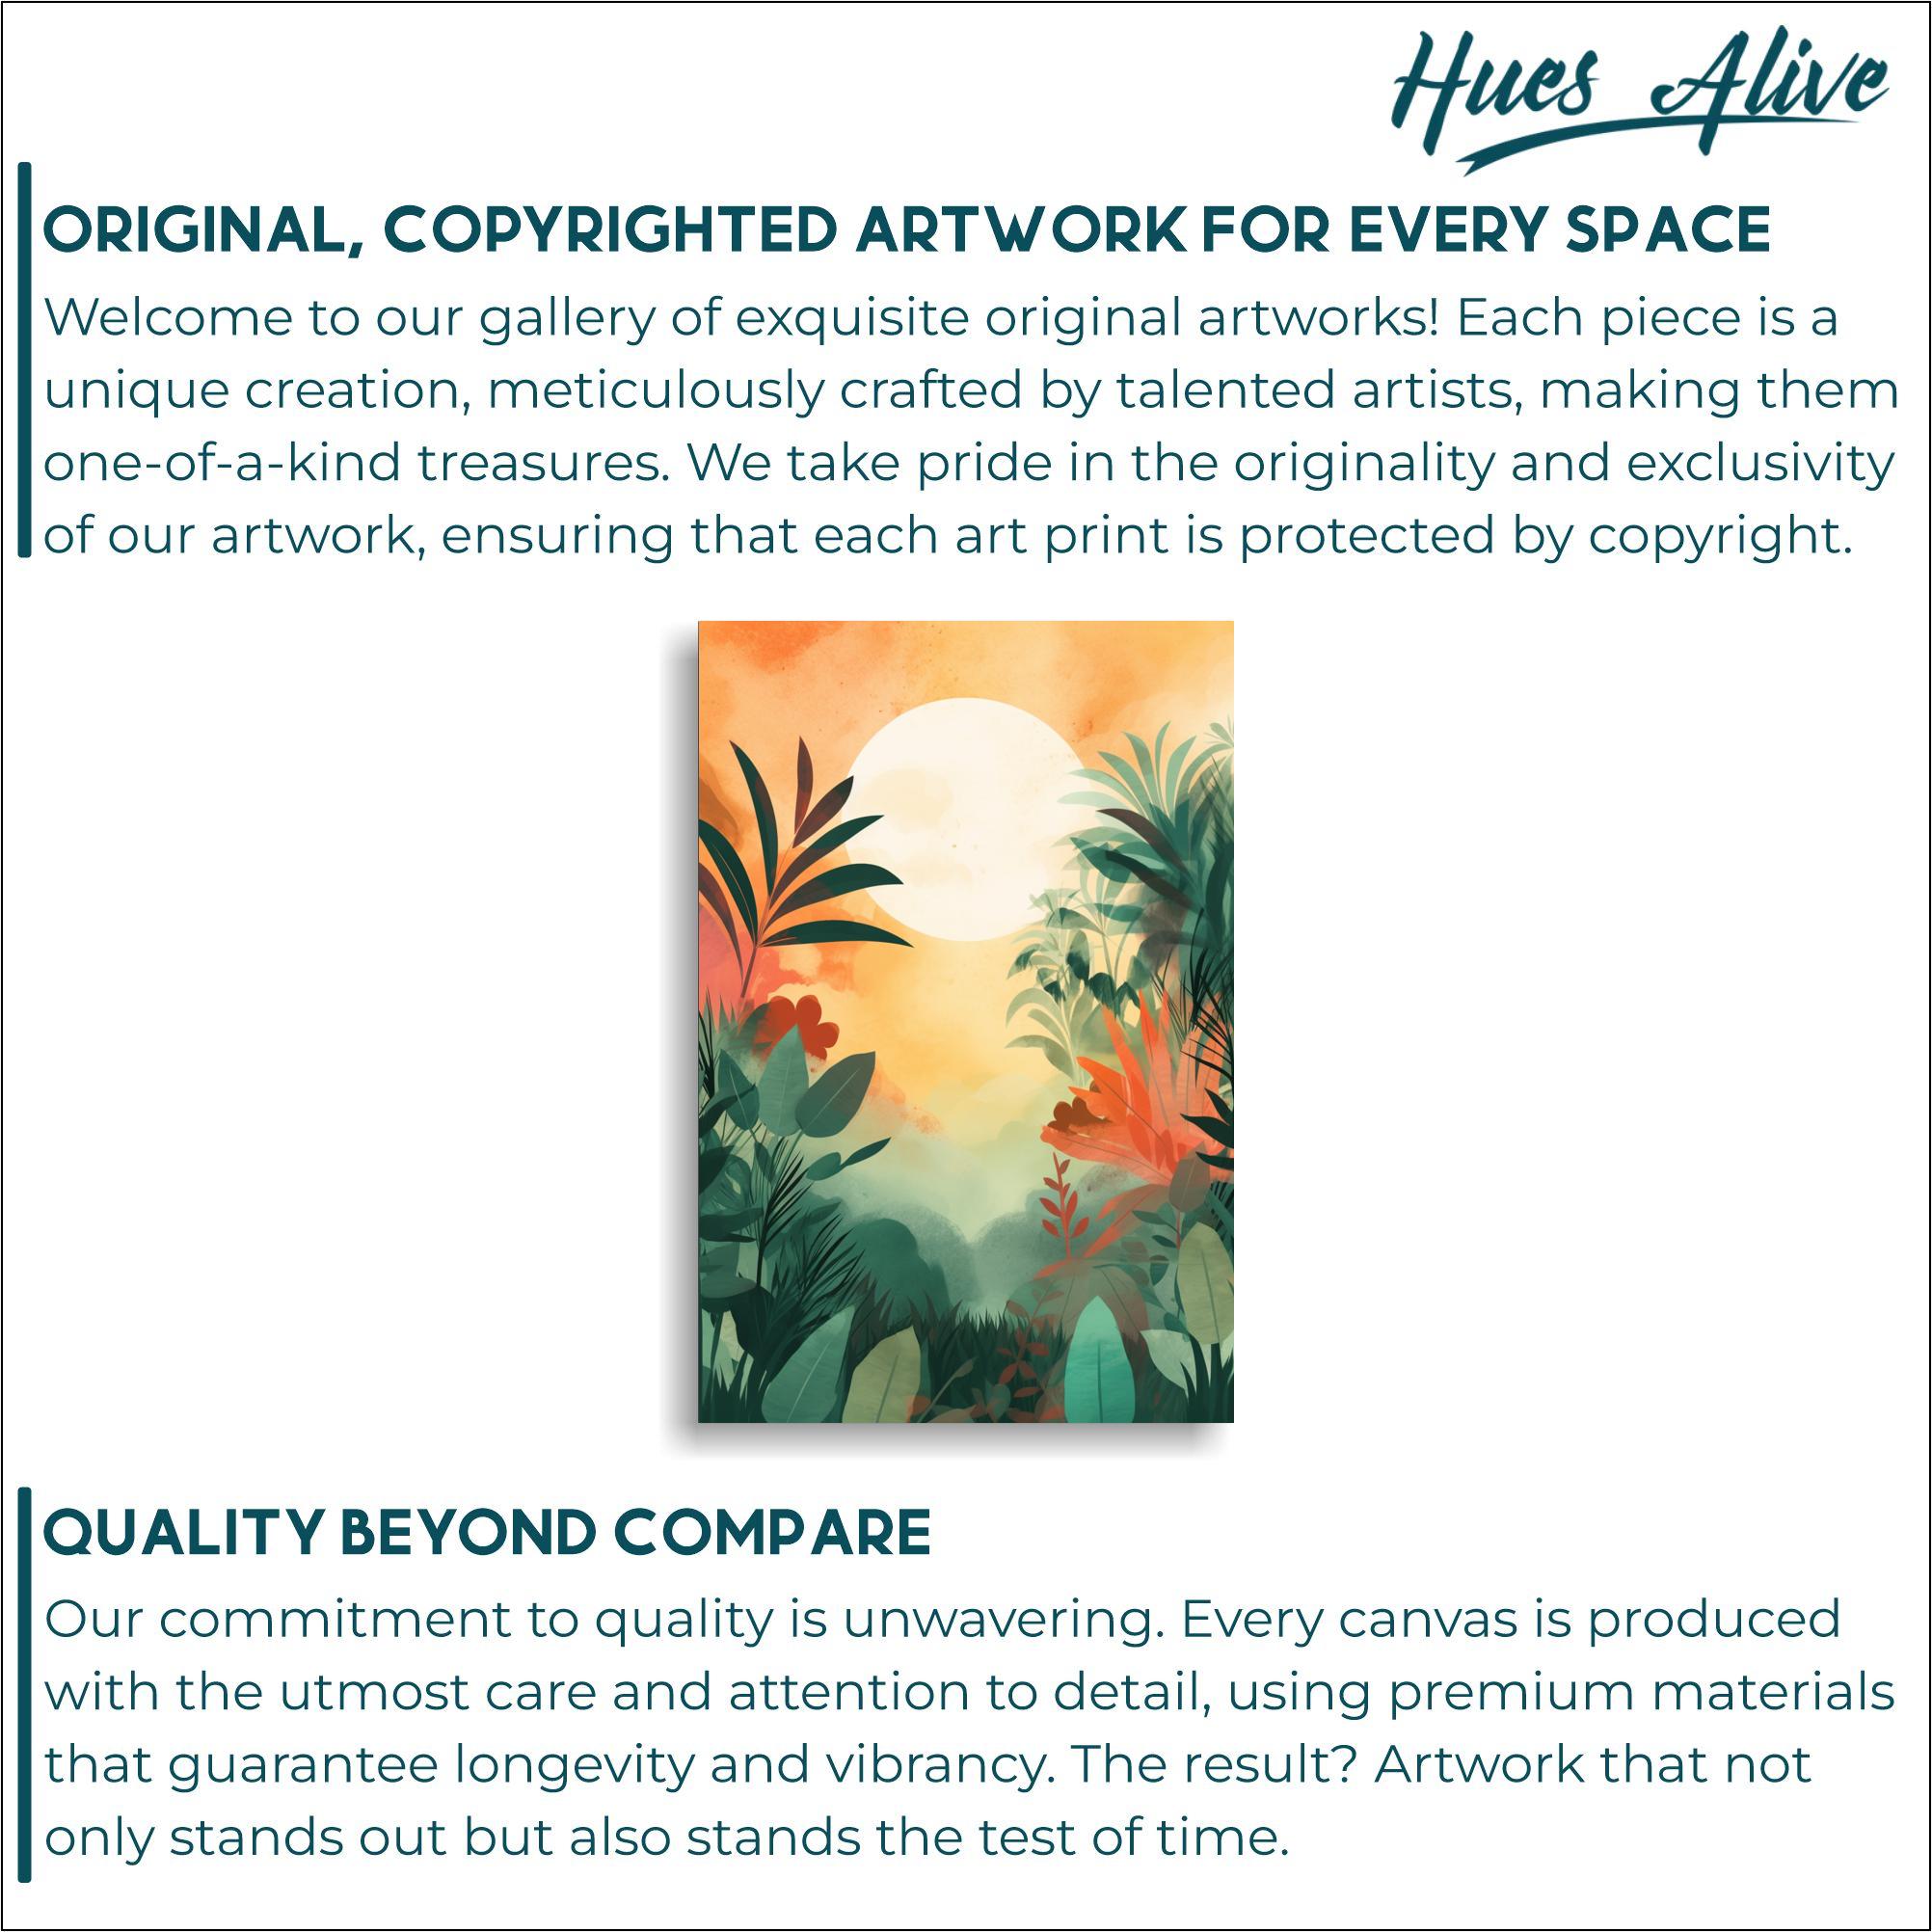 Hues Alive
ORIGINAL, COPYRIGHTED ARTWORK FOR EVERY SPACE
Welcome to our gallery of exquisite original artworks! Each piece is a
unique creation, meticulously crafted by talented artists, making them
one-of-a-kind treasures. We take pride in the originality and exclusivity
of our artwork, ensuring that each art print is protected by copyright.
QUALITY BEYOND COMPARE
Our commitment to quality is unwavering. Every canvas is produced
with the utmost care and attention to detail, using premium materials
that guarantee longevity and vibrancy. The result? Artwork that not
only stands out but also stands the test of time.